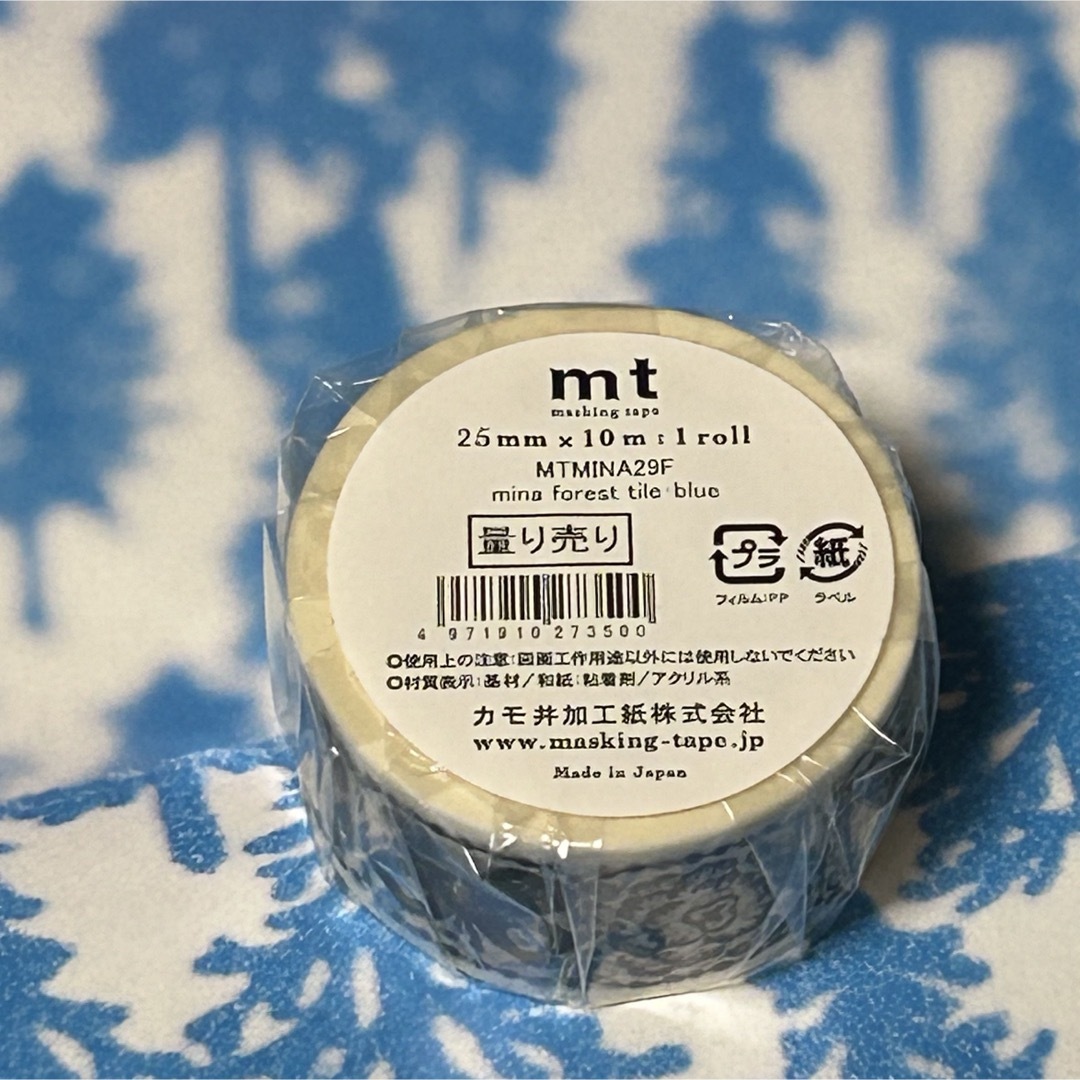 mt
masking tape
25mm x 10m : 1 roll
MTMINA29F
mina forest tile blue
量り売り
プラ 紙
フィルム:PP ラベル
4 971910 273500
○使用上の注意:図画工作用途以外には使用しないでください
○材質表示:基材/和紙:粘着剤/アクリル系
カモ井加工紙株式会社
www.masking-tape.jp
Made in Japan